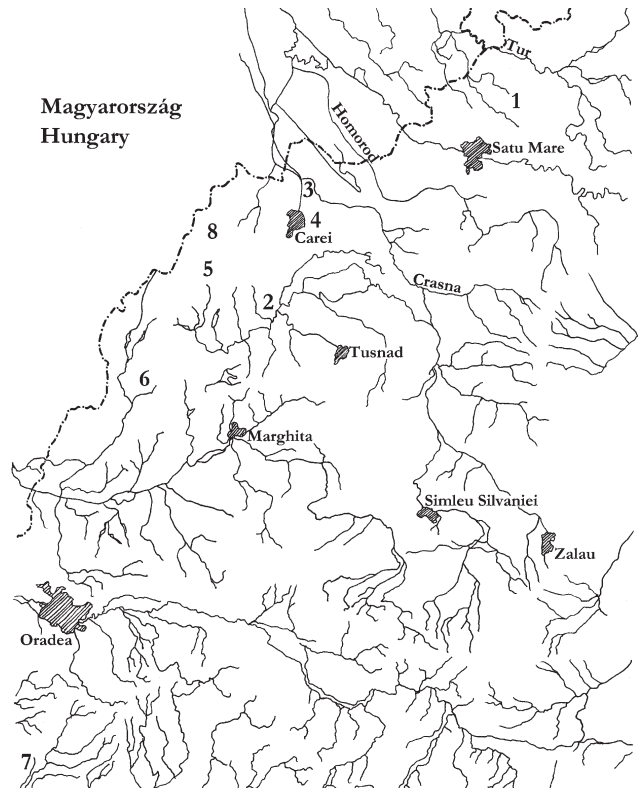 Tur
1
Magyarország
Hungary
Homorod
Satu Mare
3
4
8
Carei
5
Crasna
2
Tusnad
6
Marghita
Simleu Silvaniei
Zalau
Oradea
7